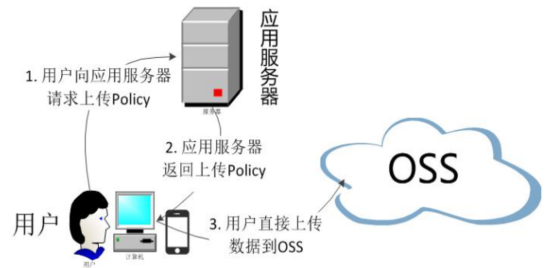 应用服务器
1. 用户向应用服务器
请求上传Policy
服务器
2. 应用服务器
返回上传Policy
OSS
用户
3. 用户直接上传
数据到OSS
计算机
用户